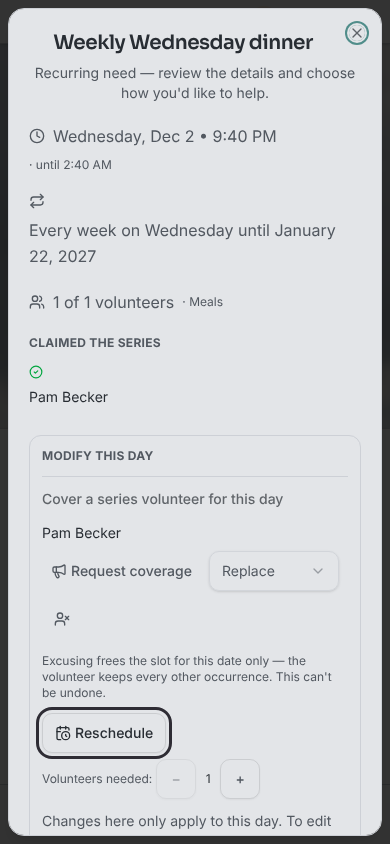 Weekly Wednesday dinner
Recurring need — review the details and choose
how you'd like to help.
Wednesday, Dec 2 • 9:40 PM
· until 2:40 AM
Every week on Wednesday until January
22, 2027
1 of 1 volunteers · Meals
CLAIMED THE SERIES
Pam Becker
MODIFY THIS DAY
Cover a series volunteer for this day
Pam Becker
Request coverage Replace
Excusing frees the slot for this date only — the
volunteer keeps every other occurrence. This can't
be undone.
Reschedule
Volunteers needed: − 1 +
Changes here only apply to this day. To edit